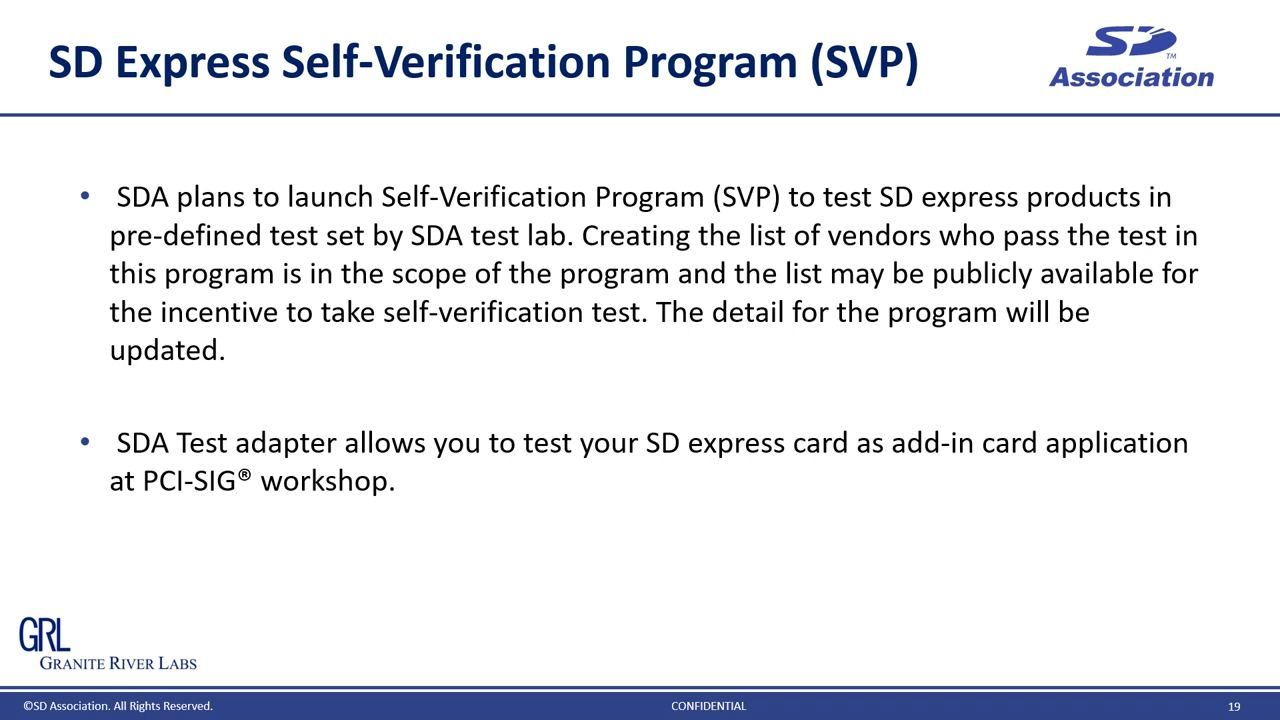 SD Express Self-Verification Program (SVP)
SD
TM
Association
• SDA plans to launch Self-Verification Program (SVP) to test SD express products in
pre-defined test set by SDA test lab. Creating the list of vendors who pass the test in
this program is in the scope of the program and the list may be publicly available for
the incentive to take self-verification test. The detail for the program will be
updated.
• SDA Test adapter allows you to test your SD express card as add-in card application
at PCI-SIG® workshop.
GRL
GRANITE RIVER LABS
©SD Association. All Rights Reserved.
CONFIDENTIAL
19